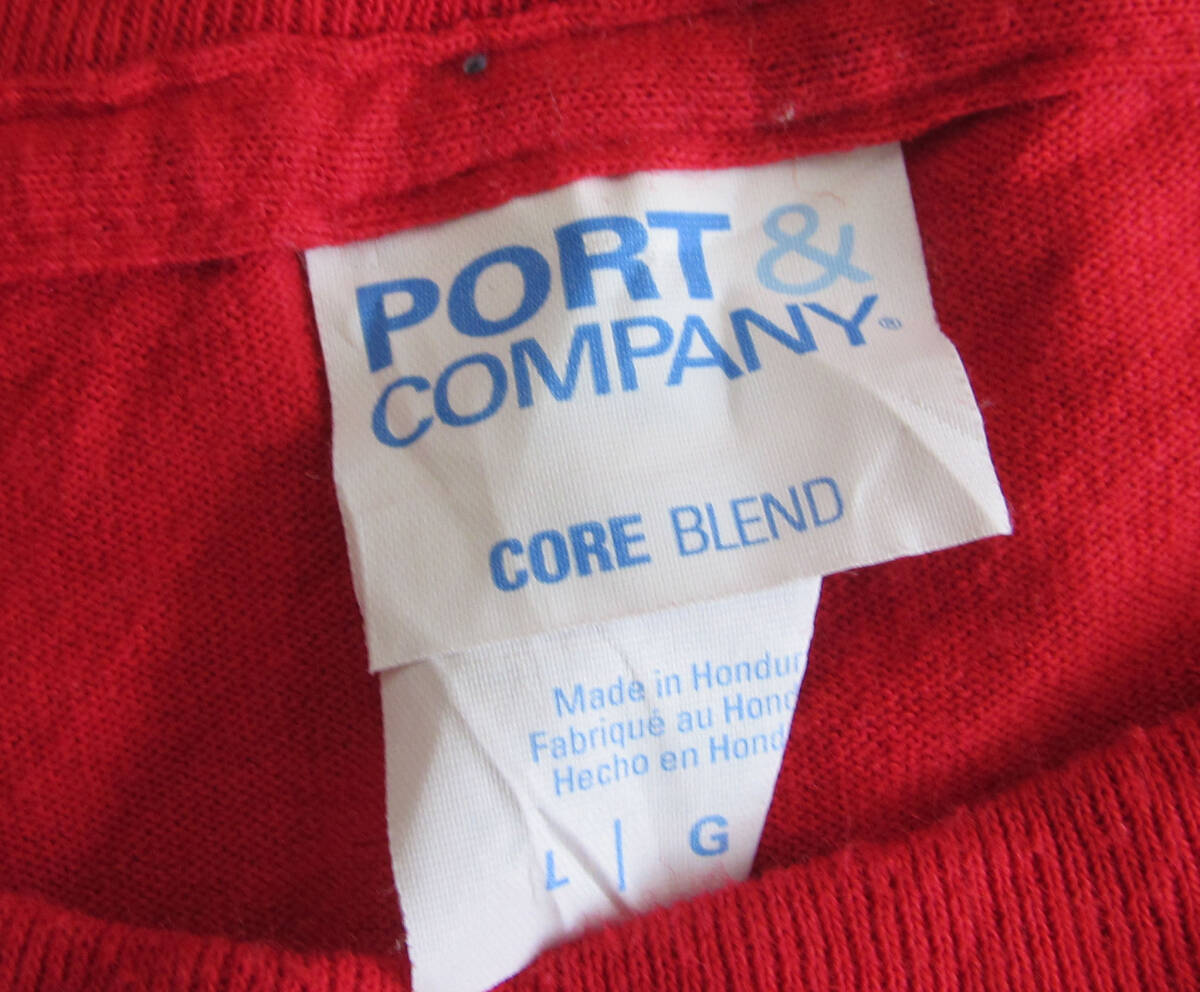 PORT &
COMPANY®
CORE BLEND
Made in Hondur
Fabriqué au Hond
Hecho en Hond
L | G